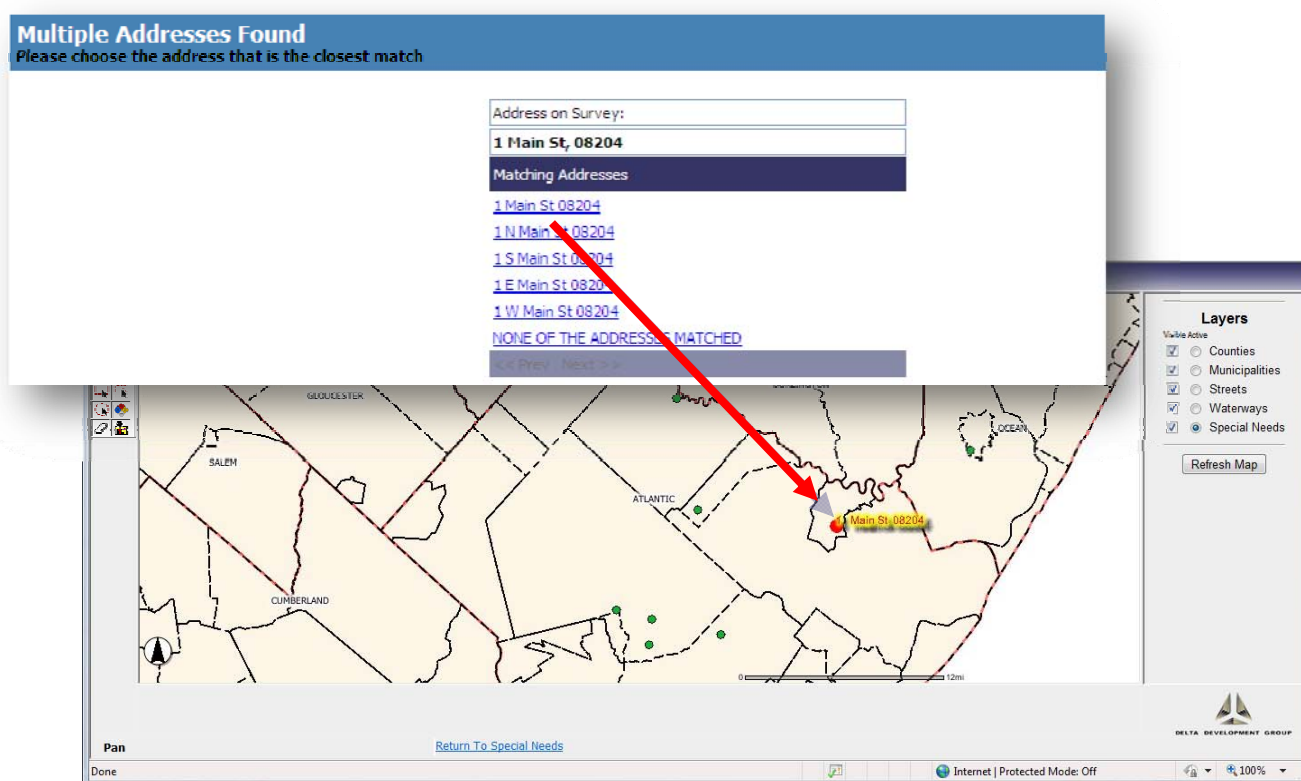 Multiple Addresses Found
Please choose the address that is the closest match
Address on Survey:
1 Main St, 08204
Matching Addresses
1 Main St 08204
1 N Main St 08204
1 S Main St 08204
1 E Main St 08204
1 W Main St 08204
NONE OF THE ADDRESSES MATCHED
<< Prev Next >>
Layers
Visible Active
Counties
Municipalities
Streets
Waterways
Special Needs
Refresh Map
GLOUCESTER
OCEAN
SALEM
ATLANTIC
1 Main St 08204
CUMBERLAND
0 12mi
DELTA DEVELOPMENT GROUP
Pan
Return To Special Needs
Done
Internet | Protected Mode: Off
100%